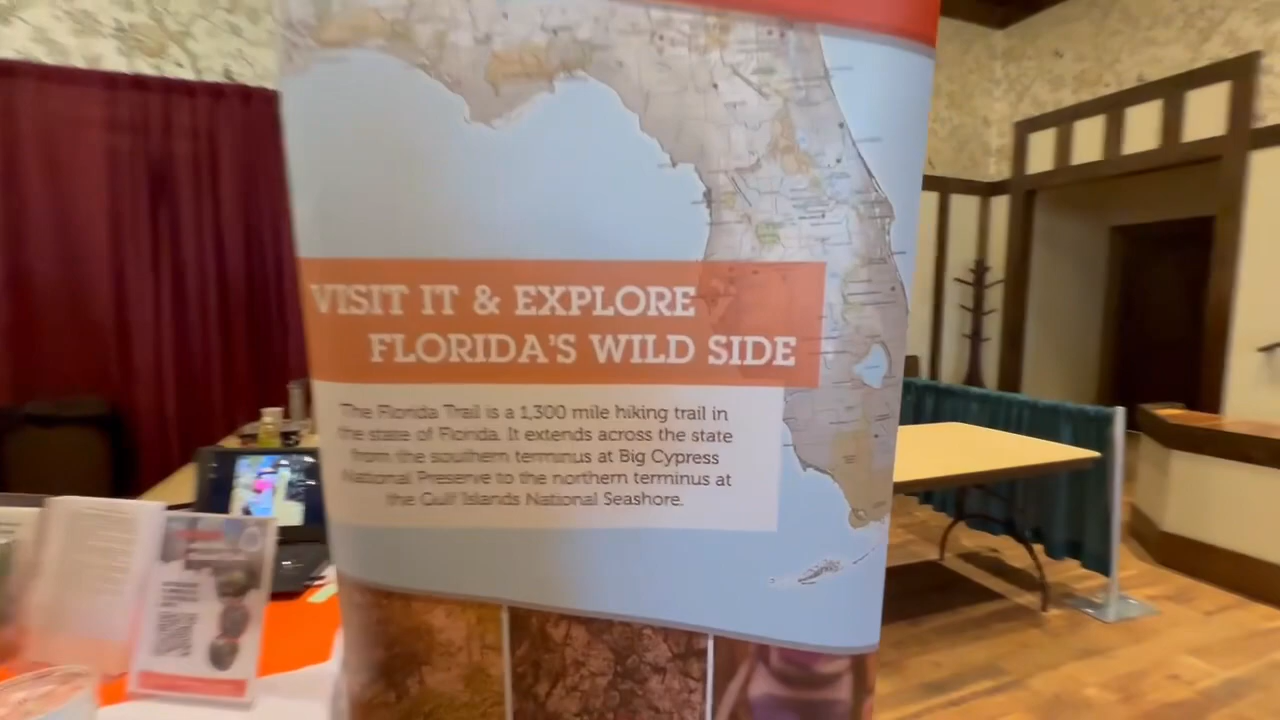 VISIT IT & EXPLORE
FLORIDA'S WILD SIDE
The Florida Trail is a 1,300 mile hiking trail in
the state of Florida. It extends across the state
from the southern terminus at Big Cypress
National Preserve to the northern terminus at
the Gulf Islands National Seashore.